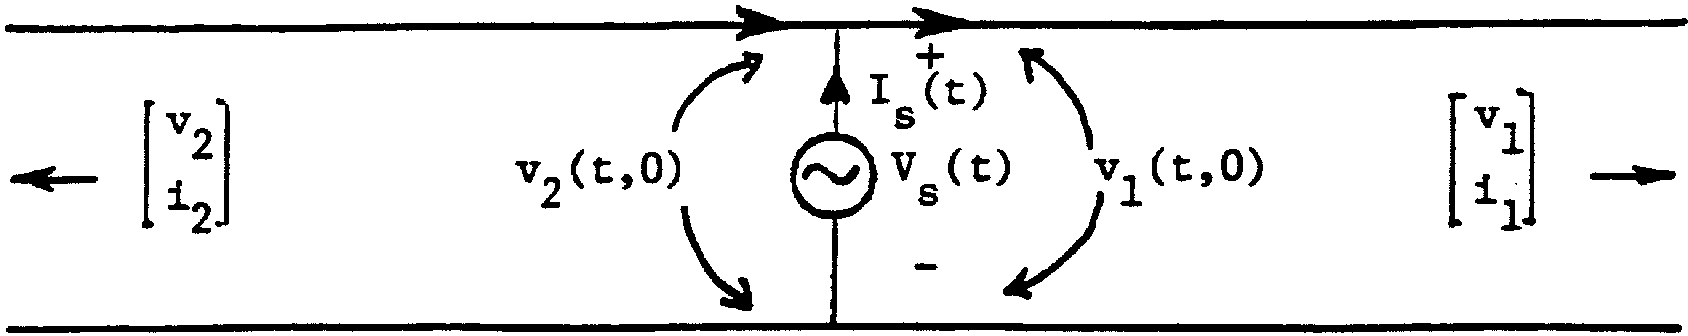 +
I_s(t)
[v_2 i_2]
v_2(t,0)
V_s(t)
v_1(t,0)
[v_1 i_1]
-